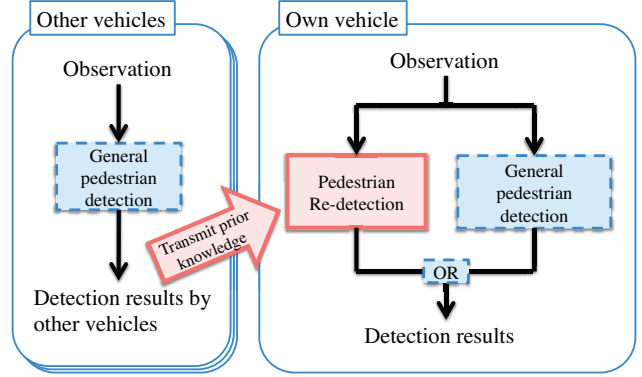 Other vehicles
Observation
General
pedestrian
detection
Detection results by
other vehicles
Transmit prior
knowledge
Own vehicle
Observation
Pedestrian
Re-detection
General
pedestrian
detection
OR
Detection results